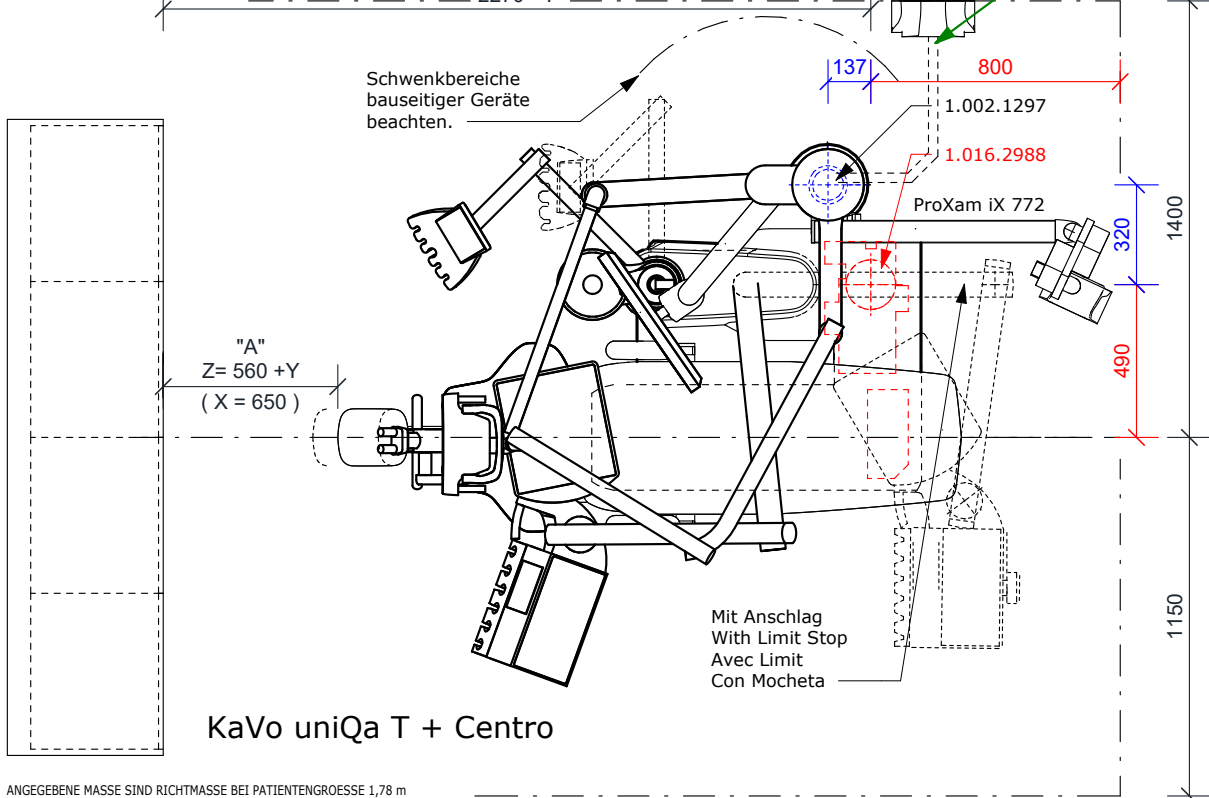 Schwenkbereiche
bauseitiger Geräte
beachten.
137
800
1.002.1297
1.016.2988
ProXam iX 772
320
1400
490
"A"
Z= 560 +Y
( X = 650 )
1150
Mit Anschlag
With Limit Stop
Avec Limit
Con Mocheta
KaVo uniQa T + Centro
ANGEGEBENE MASSE SIND RICHTMASSE BEI PATIENTENGROESSE 1,78 m